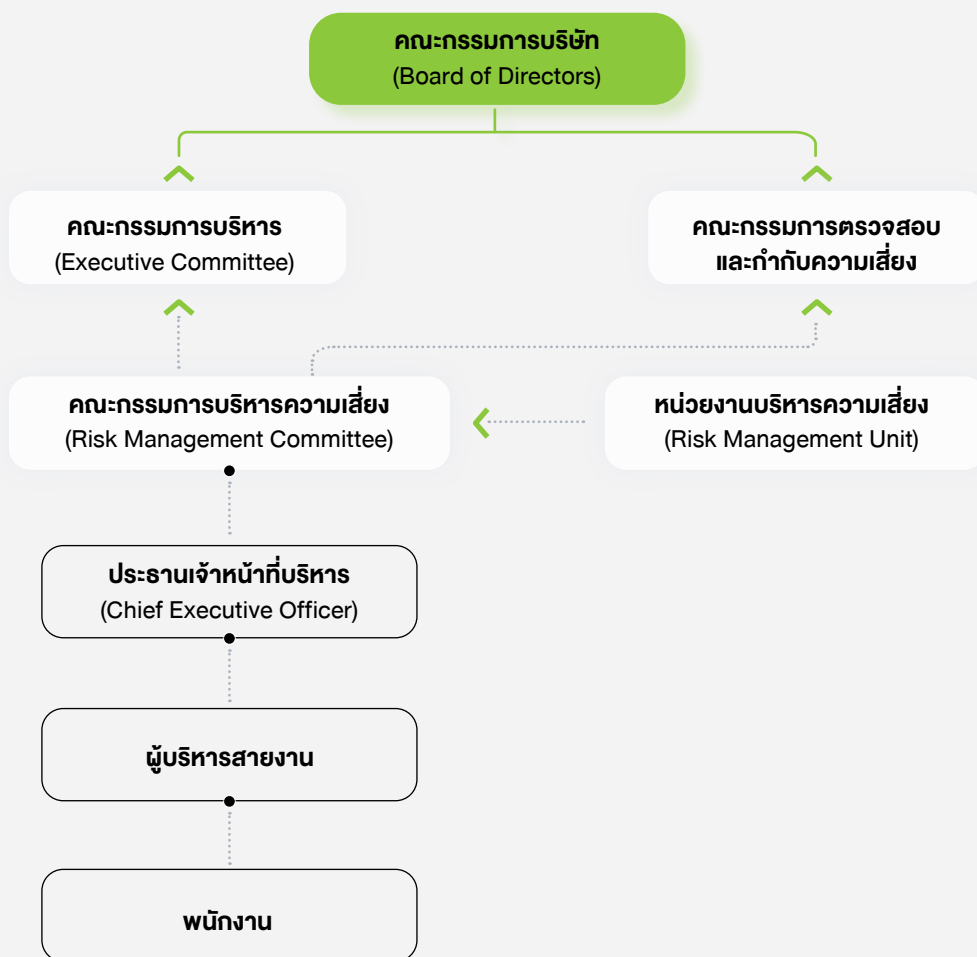 คณะกรรมการบริษัท
(Board of Directors)
คณะกรรมการบริหาร
(Executive Committee)
คณะกรรมการตรวจสอบ
และกำกับความเสี่ยง
คณะกรรมการบริหารความเสี่ยง
(Risk Management Committee)
หน่วยงานบริหารความเสี่ยง
(Risk Management Unit)
ประธานเจ้าหน้าที่บริหาร
(Chief Executive Officer)
ผู้บริหารสายงาน
พนักงาน